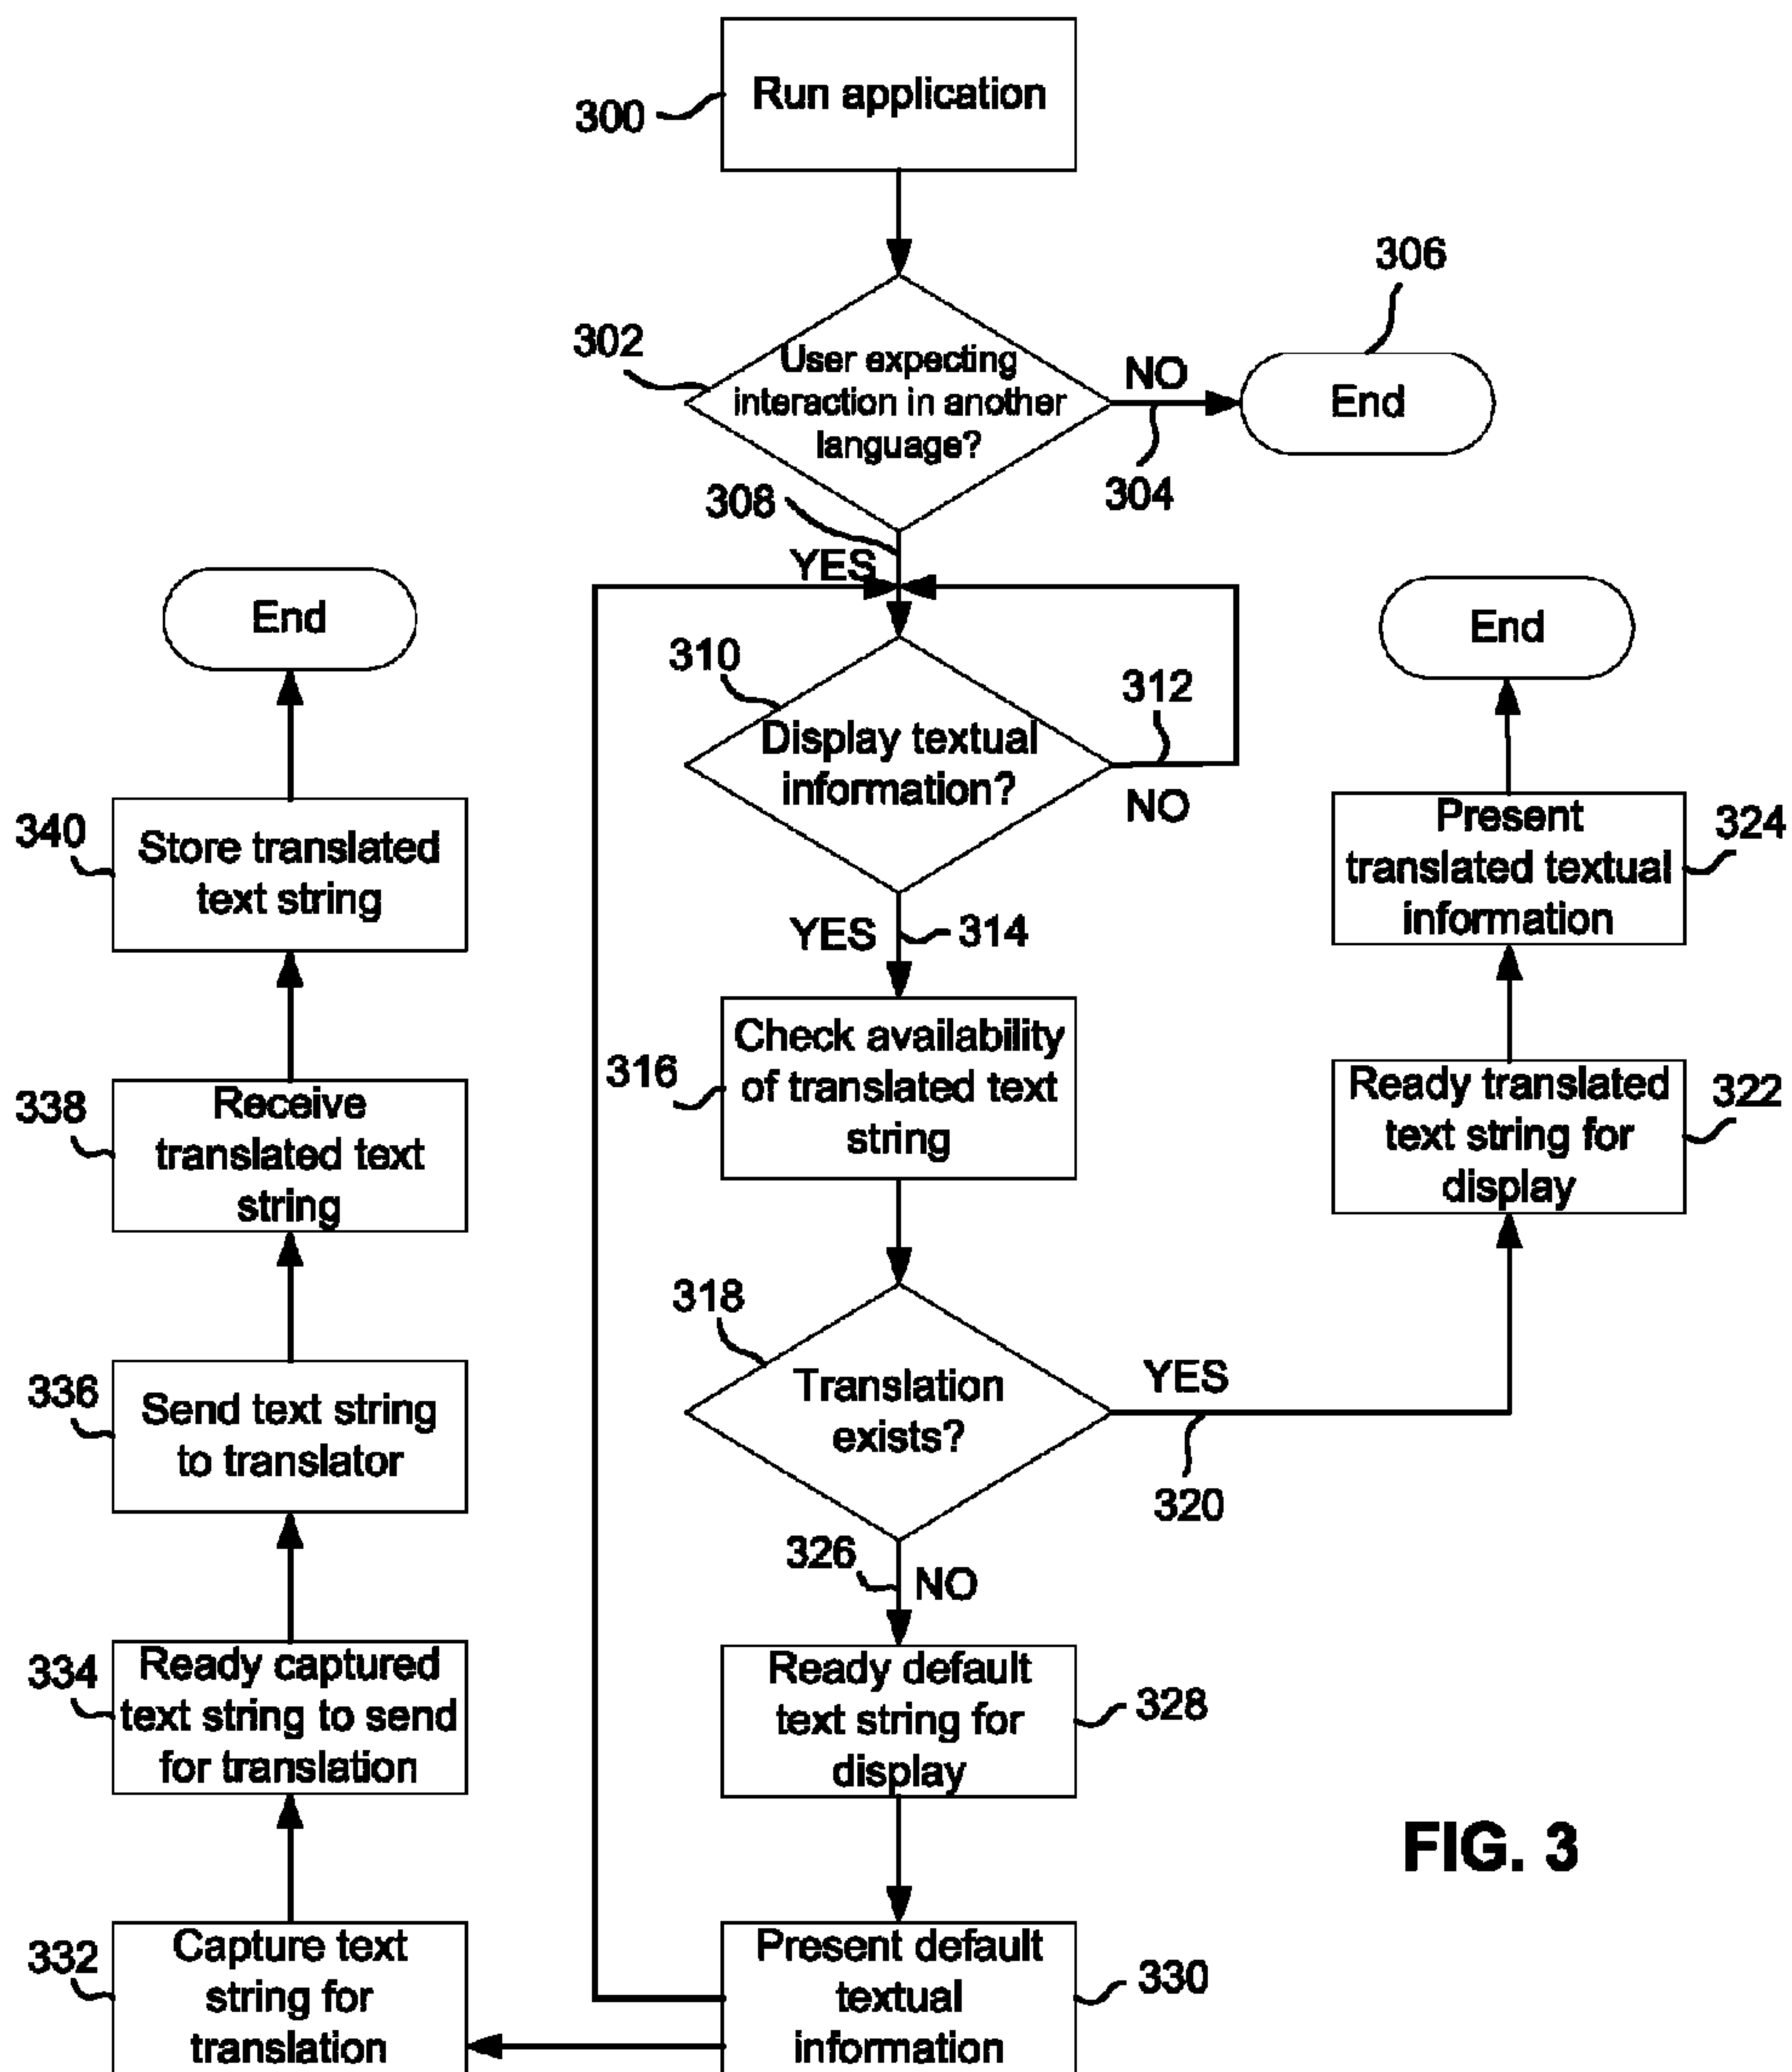 Run application
300
302
User expecting
interaction in another
language?
NO
304
306
End
308
YES
End
310
Display textual
information?
312
NO
End
YES
314
340
Store translated
text string
Present
translated textual
information
324
316
Check availability
of translated text
string
338
Receive
translated text
string
Ready translated
text string for
display
322
318
Translation
exists?
YES
320
336
Send text string
to translator
326
NO
334
Ready captured
text string to send
for translation
Ready default
text string for
display
328
FIG. 3
332
Capture text
string for
translation
Present default
textual
information
330